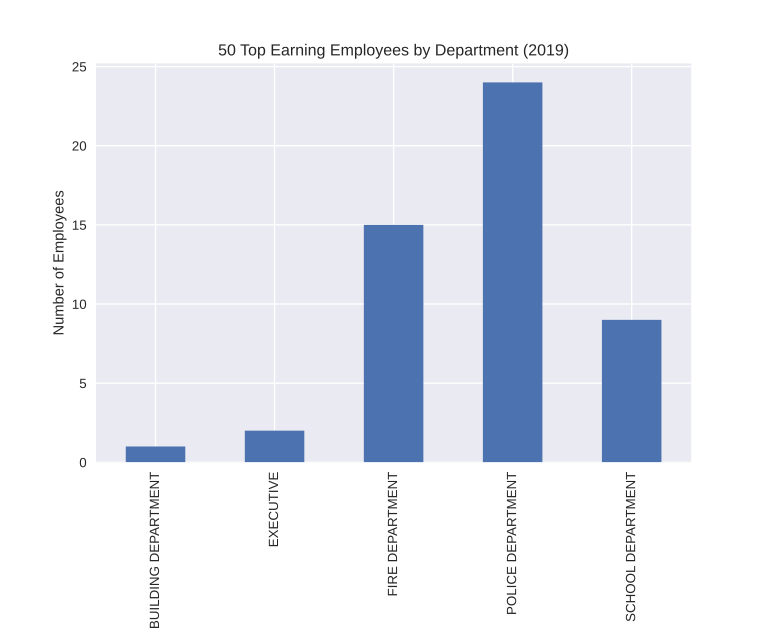 50 Top Earning Employees by Department (2019)
Number of Employees
25
20
15
10
5
0
BUILDING DEPARTMENT
EXECUTIVE
FIRE DEPARTMENT
POLICE DEPARTMENT
SCHOOL DEPARTMENT